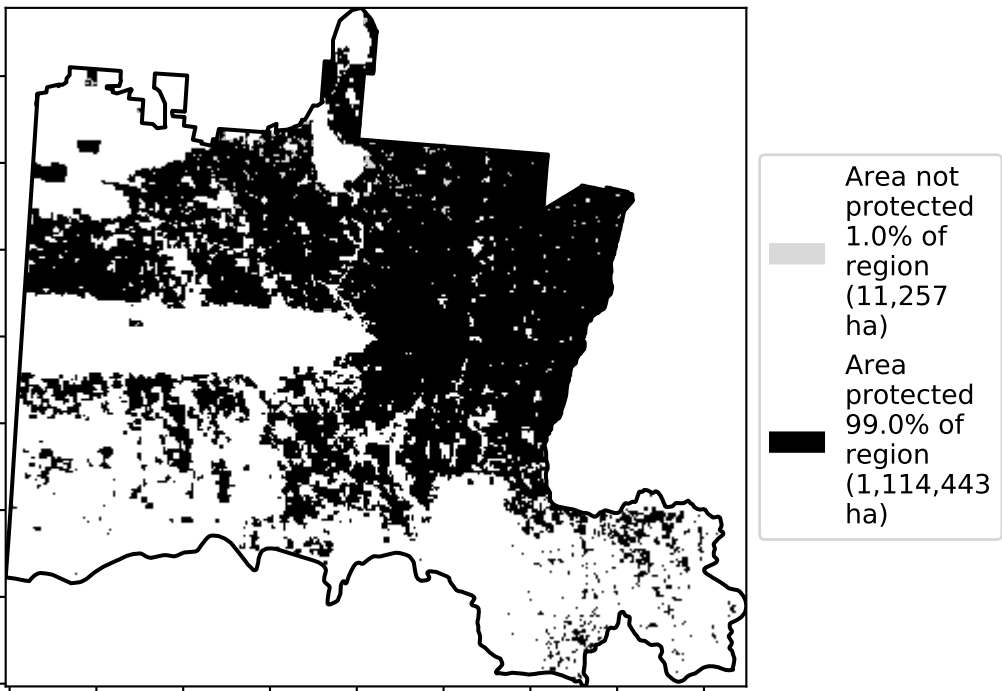 Area not
protected
1.0% of
region
(11,257
ha)
Area
protected
99.0% of
region
(1,114,443
ha)